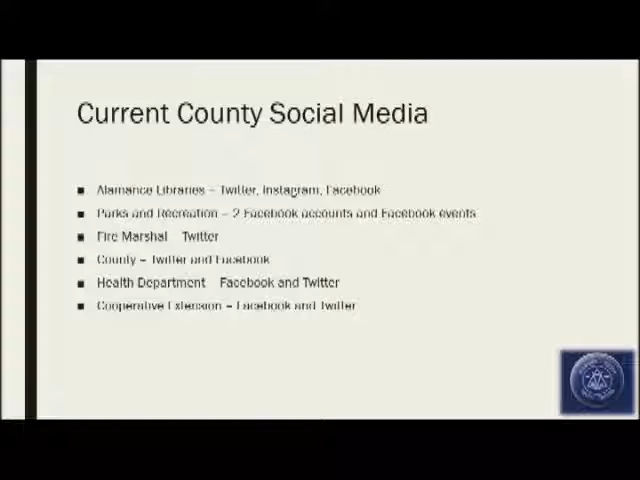 Current County Social Media
■ Alamance Libraries – Twitter, Instagram, Facebook
■ Parks and Recreation – 2 Facebook accounts and Facebook events
■ Fire Marshal – Twitter
■ County – Twitter and Facebook
■ Health Department – Facebook and Twitter
■ Cooperative Extension – Facebook and Twitter